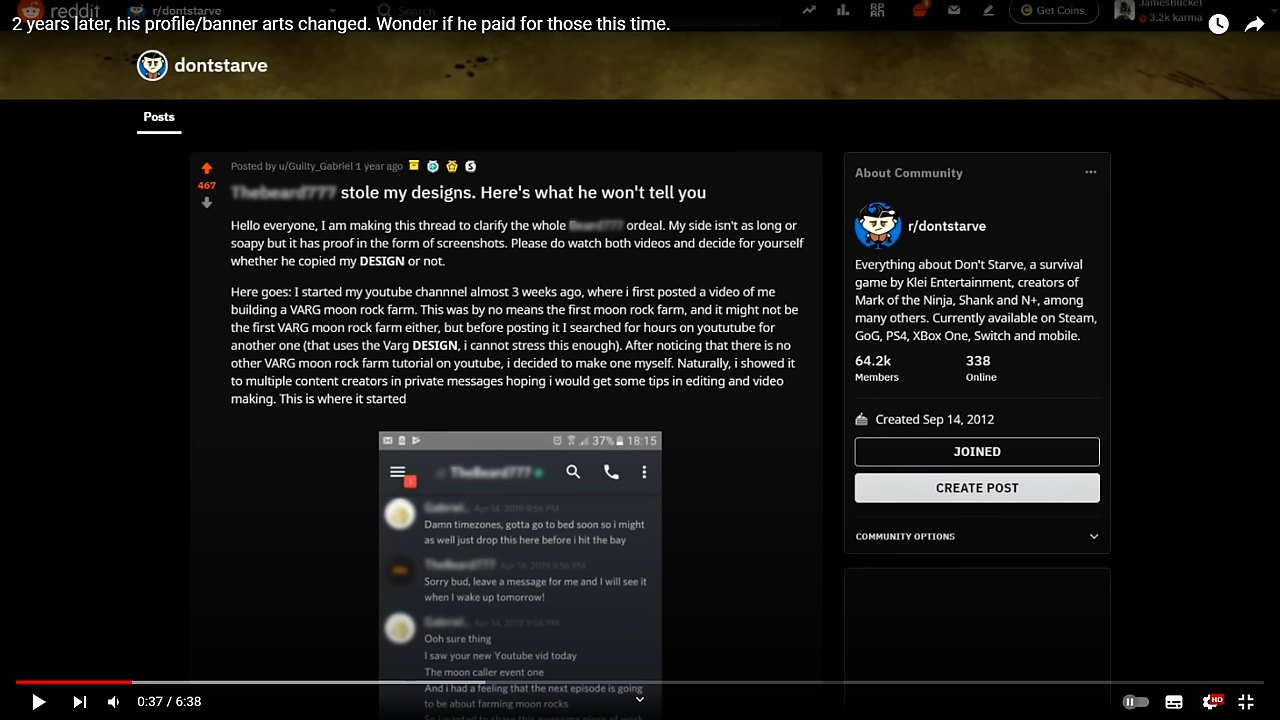 reddit
r/dontstarve
Search
Get Coins
JamesBucket
3.2k karma
2 years later, his profile/banner arts changed. Wonder if he paid for those this time.
dontstarve
Posts
Posted by u/Guilty_Gabriel 1 year ago
467
Thebeard777 stole my designs. Here's what he won't tell you
Hello everyone, I am making this thread to clarify the whole Beard777 ordeal. My side isn't as long or
soapy but it has proof in the form of screenshots. Please do watch both videos and decide for yourself
whether he copied my DESIGN or not.
Here goes: I started my youtube channnel almost 3 weeks ago, where i first posted a video of me
building a VARG moon rock farm. This was by no means the first moon rock farm, and it might not be
the first VARG moon rock farm either, but before posting it I searched for hours on yoututube for
another one (that uses the Varg DESIGN, i cannot stress this enough). After noticing that there is no
other VARG moon rock farm tutorial on youtube, i decided to make one myself. Naturally, i showed it
to multiple content creators in private messages hoping i would get some tips in editing and video
making. This is where it started
37% 18:15
TheBeard777
1
Gabriel.. Apr 14, 2019 9:56 PM
Damn timezones, gotta go to bed soon so i might
as well just drop this here before i hit the bay
TheBeard777 Apr 14, 2019 9:56 PM
Sorry bud, leave a message for me and I will see it
when I wake up tomorrow!
Gabriel.. Apr 14, 2019 9:56 PM
Ooh sure thing
I saw your new Youtube vid today
The moon caller event one
And i had a feeling that the next episode is going
to be about farming moon rocks
About Community
r/dontstarve
Everything about Don't Starve, a survival
game by Klei Entertainment, creators of
Mark of the Ninja, Shank and N+, among
many others. Currently available on Steam,
GoG, PS4, XBox One, Switch and mobile.
64.2k
338
Members
Online
Created Sep 14, 2012
JOINED
CREATE POST
COMMUNITY OPTIONS
0:37 / 6:38
HD